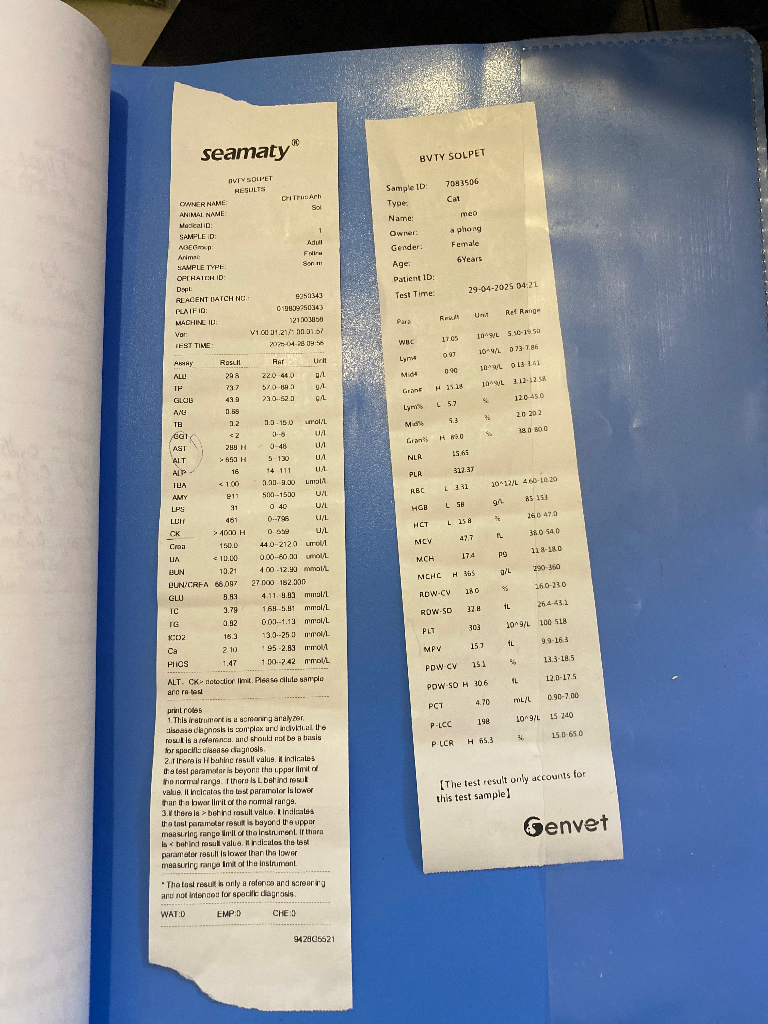 seamaty®
BVTY SOLPET
RESULTS
OWNER NAME: Chi Thuc Anh
ANIMAL NAME: Soi
Medical ID:
SAMPLE ID: 1
AGEGroup: Adult
Animal: Feline
SAMPLE TYPE: Serum
OPERATOR ID:
Dept:
REAGENT BATCH NO.: 9250343
PLATE ID: 019809250343
MACHINE ID: 121003856
Ver: V1.00.01.21/1.00.01.57
TEST TIME: 2025-04-28 09:56
Assay Result Ref Unit
ALB 29.8 22.0--44.0 g/L
TP 73.7 57.0--89.0 g/L
GLOB 43.9 23.0--52.0 g/L
A/G 0.68
TB 0.2 0.0--15.0 umol/L
GGT < 2 0--8 U/L
AST 288 H 0--48 U/L
ALT > 650 H 5--130 U/L
ALP 16 14--111 U/L
TBA < 1.00 0.00--9.00 umol/L
AMY 911 500--1500 U/L
LPS 31 0--40 U/L
LDH 461 0--798 U/L
CK > 4000 H 0--559 U/L
Crea 150.0 44.0--212.0 umol/L
UA < 10.00 0.00--60.00 umol/L
BUN 10.21 4.00--12.90 mmol/L
BUN/CREA 68.097 27.000--182.000
GLU 8.83 4.11--8.83 mmol/L
TC 3.79 1.68--5.81 mmol/L
TG 0.92 0.00--1.13 mmol/L
tCO2 16.3 13.0--25.0 mmol/L
Ca 2.10 1.95--2.83 mmol/L
PHOS 1.47 1.00--2.42 mmol/L
ALT、CK> detection limit. Please dilute sample
and re-test
print notes
1.This instrument is a screening analyzer,
disease diagnosis is complex and individual, the
result is a reference, and should not be a basis
for specific disease diagnosis.
2.if there is H behind result value, it indicates
the test parameter is beyond the upper limit of
the normal range. if there is L behind result
value. It indicates the test parameter is lower
than the lower limit of the normal range.
3.If there is > behind result value. it indicates
the test parameter result is beyond the upper
measuring range limit of the instrument. If there
is < behind result value, it indicates the test
parameter result is lower than the lower
measuring range limit of the instrument.
* The test result is only a refence and screening
and not intended for specific diagnosis.
WAT:0 EMP:0 CHE:0
9428G5521
BVTY SOLPET
Sample ID: 7083506
Type: Cat
Name: meo
Owner: a phong
Gender: Female
Age: 6Years
Patient ID:
Test Time: 29-04-2025 04:21
Para Result Unit Ref Range
WBC 17.05 10^9/L 5.50-19.50
Lym# 0.97 10^9/L 0.73-7.86
Mid# 0.90 10^9/L 0.13-3.41
Gran# H 15.18 10^9/L 3.12-12.58
Lym% L 5.7 % 12.0-45.0
Mid% 5.3 % 2.0-20.2
Gran% H 89.0 % 38.0-80.0
NLR 15.65
PLR 312.37
RBC L 3.31 10^12/L 4.60-10.20
HGB L 58 g/L 85-153
HCT L 15.8 % 26.0-47.0
MCV 47.7 fL 38.0-54.0
MCH 17.4 pg 11.8-18.0
MCHC H 365 g/L 290-360
RDW-CV 18.0 % 16.0-23.0
RDW-SD 32.8 fL 26.4-43.1
PLT 303 10^9/L 100-518
MPV 15.7 fL 9.9-16.3
PDW-CV 15.1 % 13.3-18.5
PDW-SD H 30.6 fL 12.0-17.5
PCT 4.70 mL/L 0.90-7.00
P-LCC 198 10^9/L 15-240
P-LCR H 65.3 % 15.0-65.0
【The test result only accounts for
this test sample】
Genvet